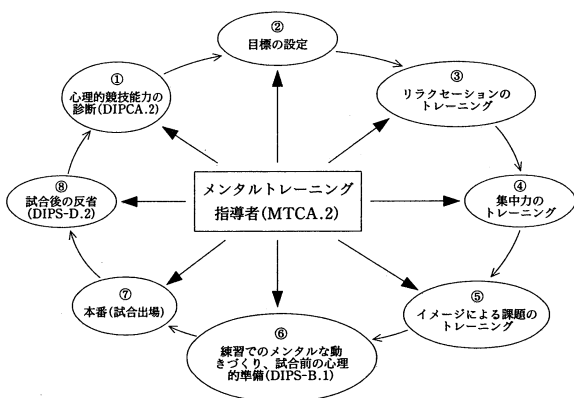 ①
心理的競技能力の
診断(DIPCA.2)
②
目標の設定
③
リラクセーションの
トレーニング
④
集中力の
トレーニング
⑤
イメージによる課題の
トレーニング
⑥
練習でのメンタルな動
きづくり、試合前の心理
的準備(DIPS-B.1)
⑦
本番(試合出場)
⑧
試合後の反省
(DIPS-D.2)
メンタルトレーニング
指導者(MTCA.2)